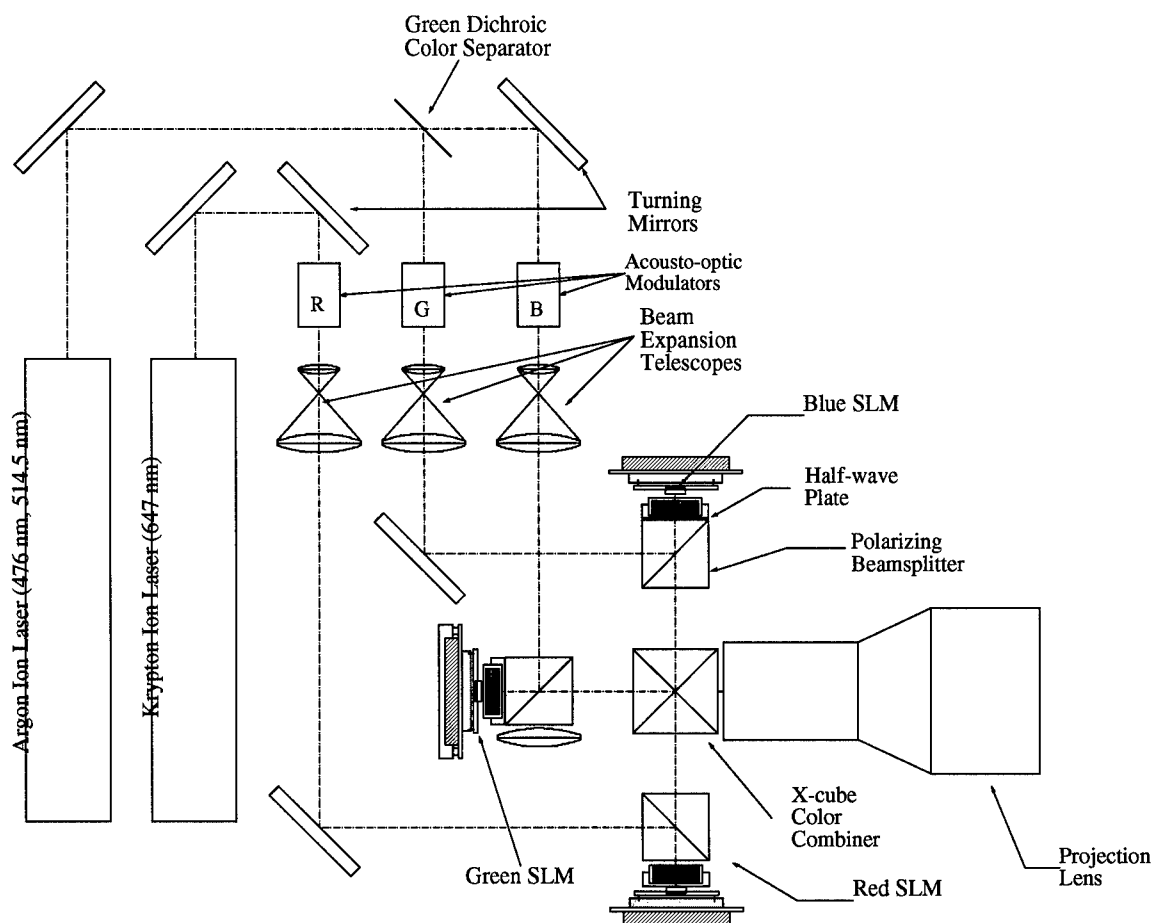 Green Dichroic
Color Separator
Turning
Mirrors
Acousto-optic
Modulators
R
G
B
Beam
Expansion
Telescopes
Argon Ion Laser (476 nm, 514.5 nm)
Krypton Ion Laser (647 nm)
Blue SLM
Half-wave
Plate
Polarizing
Beamsplitter
X-cube
Color
Combiner
Green SLM
Red SLM
Projection
Lens